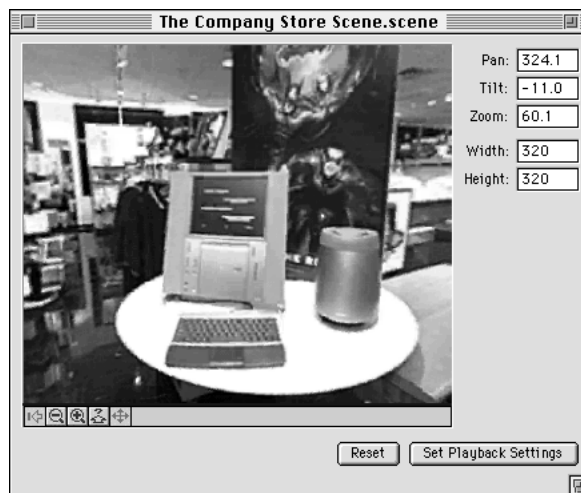 The Company Store Scene.scene
Pan: 324.1
Tilt: -11.0
Zoom: 60.1
Width: 320
Height: 320
Reset
Set Playback Settings